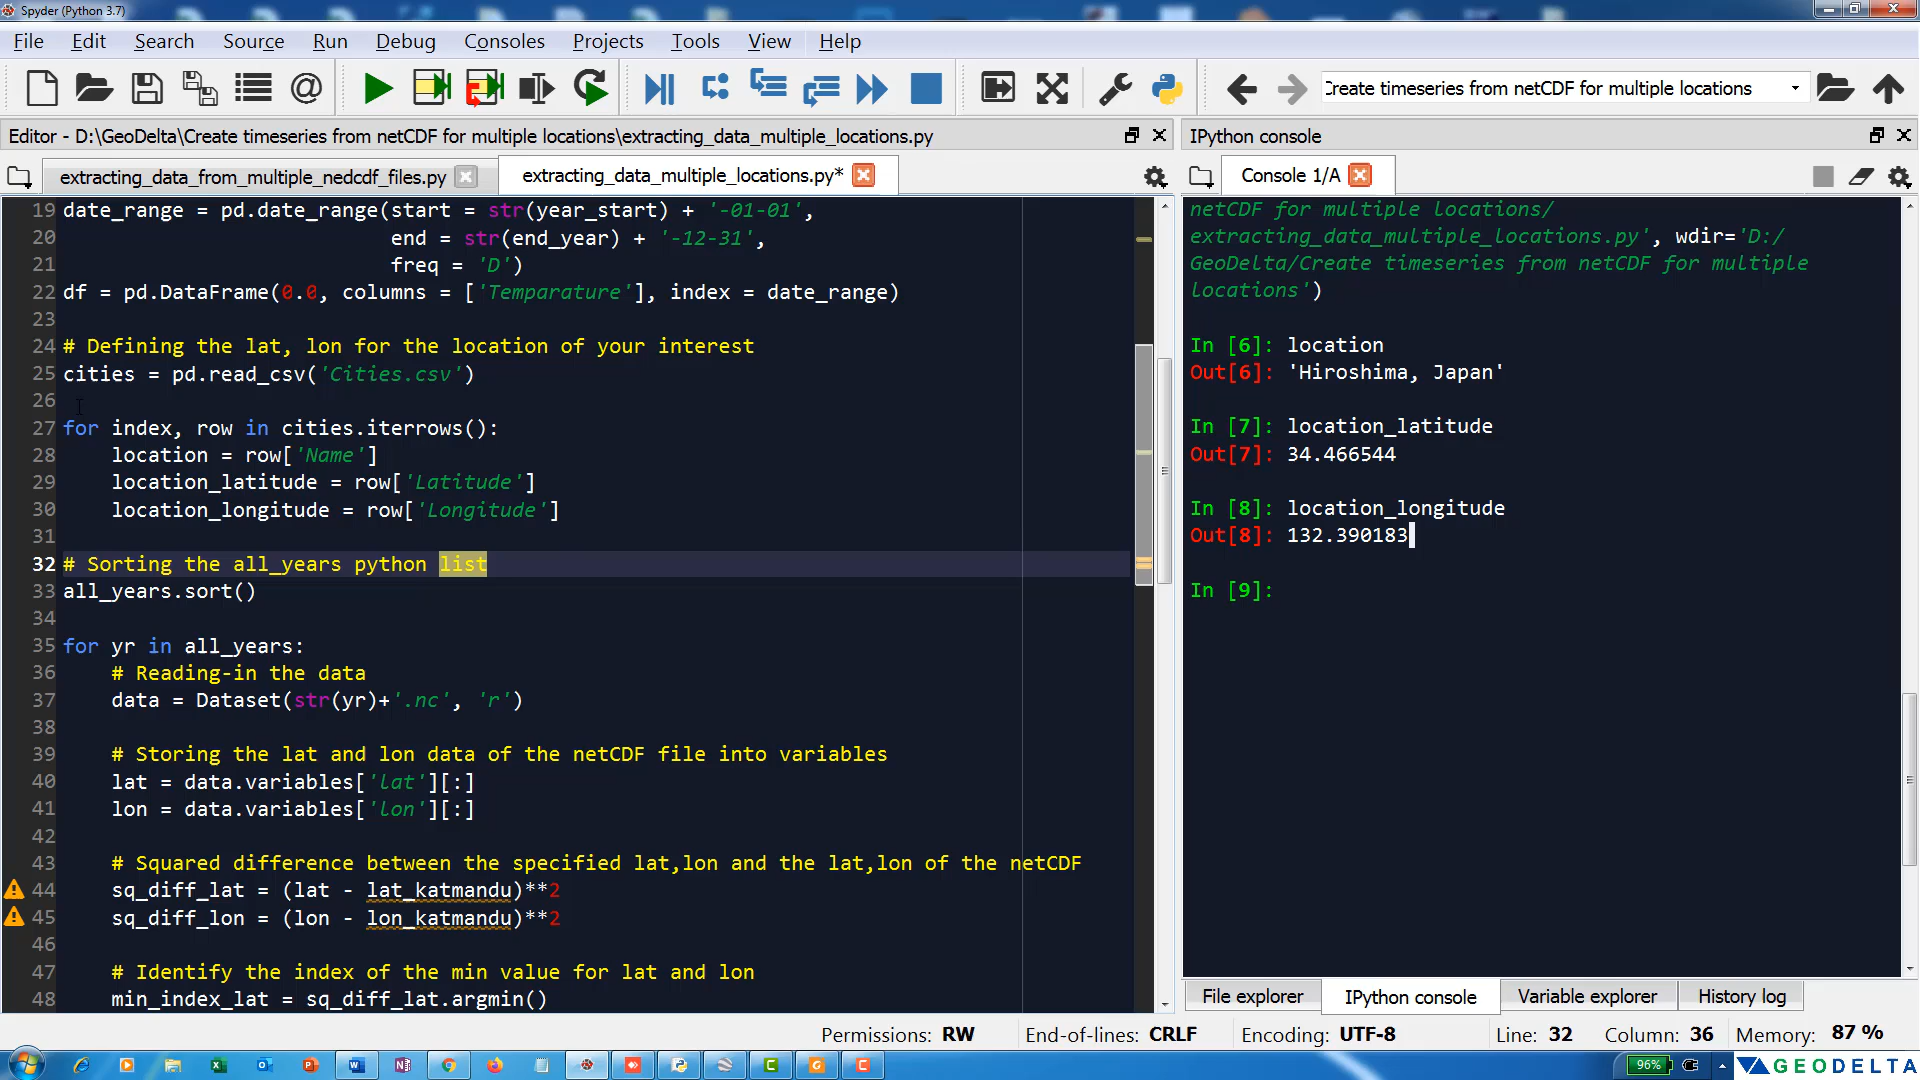 Spyder (Python 3.7)
File Edit Search Source Run Debug Consoles Projects Tools View Help
Create timeseries from netCDF for multiple locations
Editor - D:\GeoDelta\Create timeseries from netCDF for multiple locations\extracting_data_multiple_locations.py
extracting_data_from_multiple_nedcdf_files.py
extracting_data_multiple_locations.py*
19 date_range = pd.date_range(start = str(year_start) + '-01-01',
20 end = str(end_year) + '-12-31',
21 freq = 'D')
22 df = pd.DataFrame(0.0, columns = ['Temparature'], index = date_range)
23
24 # Defining the lat, lon for the location of your interest
25 cities = pd.read_csv('Cities.csv')
26
27 for index, row in cities.iterrows():
28 location = row['Name']
29 location_latitude = row['Latitude']
30 location_longitude = row['Longitude']
31
32 # Sorting the all_years python list
33 all_years.sort()
34
35 for yr in all_years:
36 # Reading-in the data
37 data = Dataset(str(yr)+'.nc', 'r')
38
39 # Storing the lat and lon data of the netCDF file into variables
40 lat = data.variables['lat'][:]
41 lon = data.variables['lon'][:]
42
43 # Squared difference between the specified lat,lon and the lat,lon of the netCDF
44 sq_diff_lat = (lat - lat_katmandu)**2
45 sq_diff_lon = (lon - lon_katmandu)**2
46
47 # Identify the index of the min value for lat and lon
48 min_index_lat = sq_diff_lat.argmin()
IPython console
Console 1/A
netCDF for multiple locations/
extracting_data_multiple_locations.py', wdir='D:/
GeoDelta/Create timeseries from netCDF for multiple
locations')
In [6]: location
Out[6]: 'Hiroshima, Japan'
In [7]: location_latitude
Out[7]: 34.466544
In [8]: location_longitude
Out[8]: 132.390183
In [9]:
File explorer IPython console Variable explorer History log
Permissions: RW End-of-lines: CRLF Encoding: UTF-8 Line: 32 Column: 36 Memory: 87 %
96%
GEODELTA